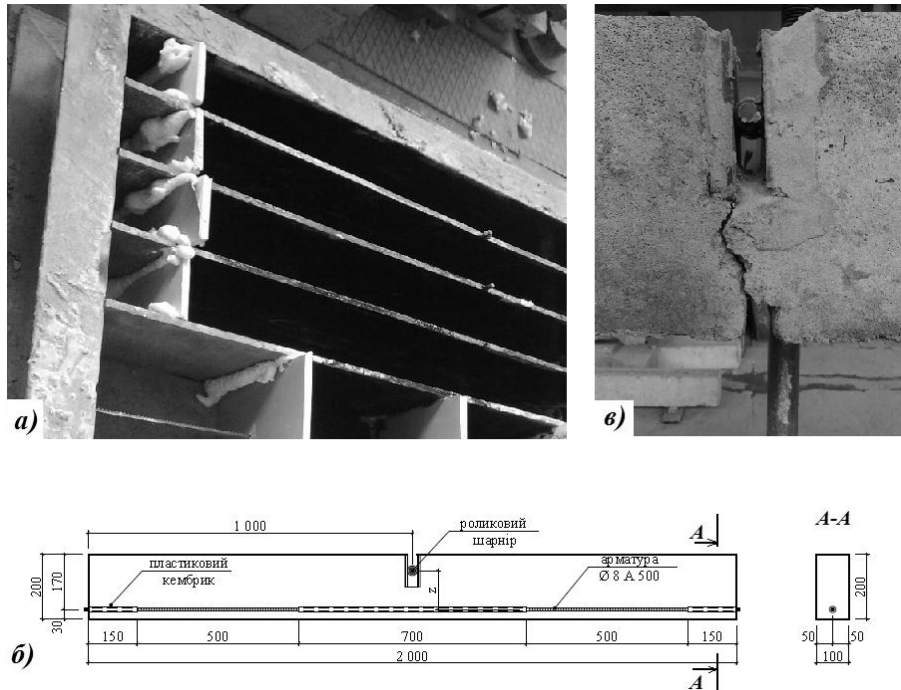 а)
в)
1 000
роликовий
шарнір
А
А-А
пластиковий
кембрик
арматура
Ø 8 А 500
200
170
30
z
200
150
500
700
500
150
50
50
100
2 000
б)
А